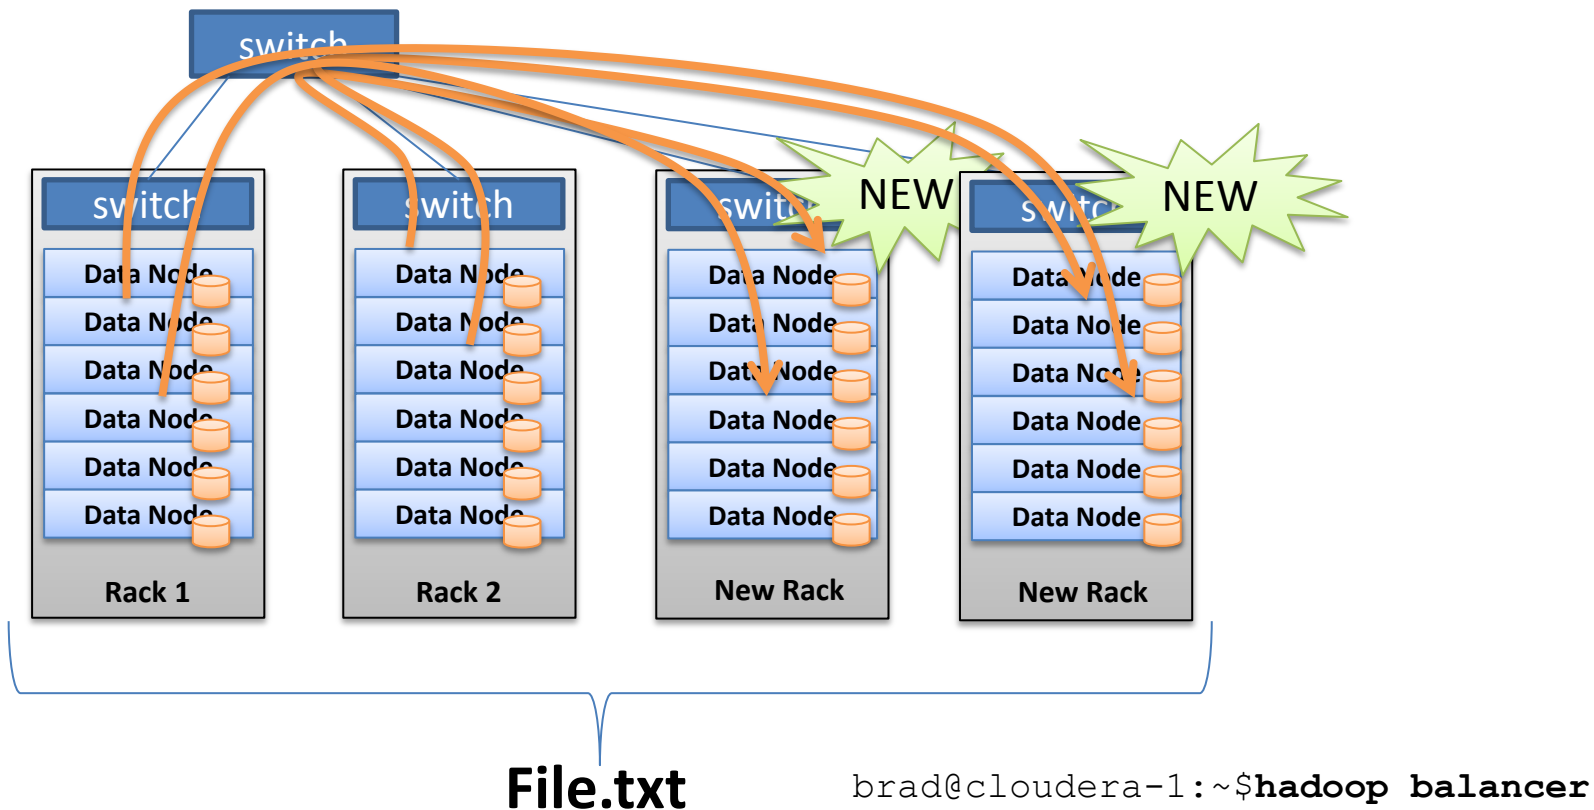 switch
switch
switch
switch
NEW
switch
NEW
Data Node
Data Node
Data Node
Data Node
Data Node
Data Node
Rack 1
Data Node
Data Node
Data Node
Data Node
Data Node
Data Node
Rack 2
Data Node
Data Node
Data Node
Data Node
Data Node
Data Node
New Rack
Data Node
Data Node
Data Node
Data Node
Data Node
Data Node
New Rack
File.txt
brad@cloudera-1:~$hadoop balancer